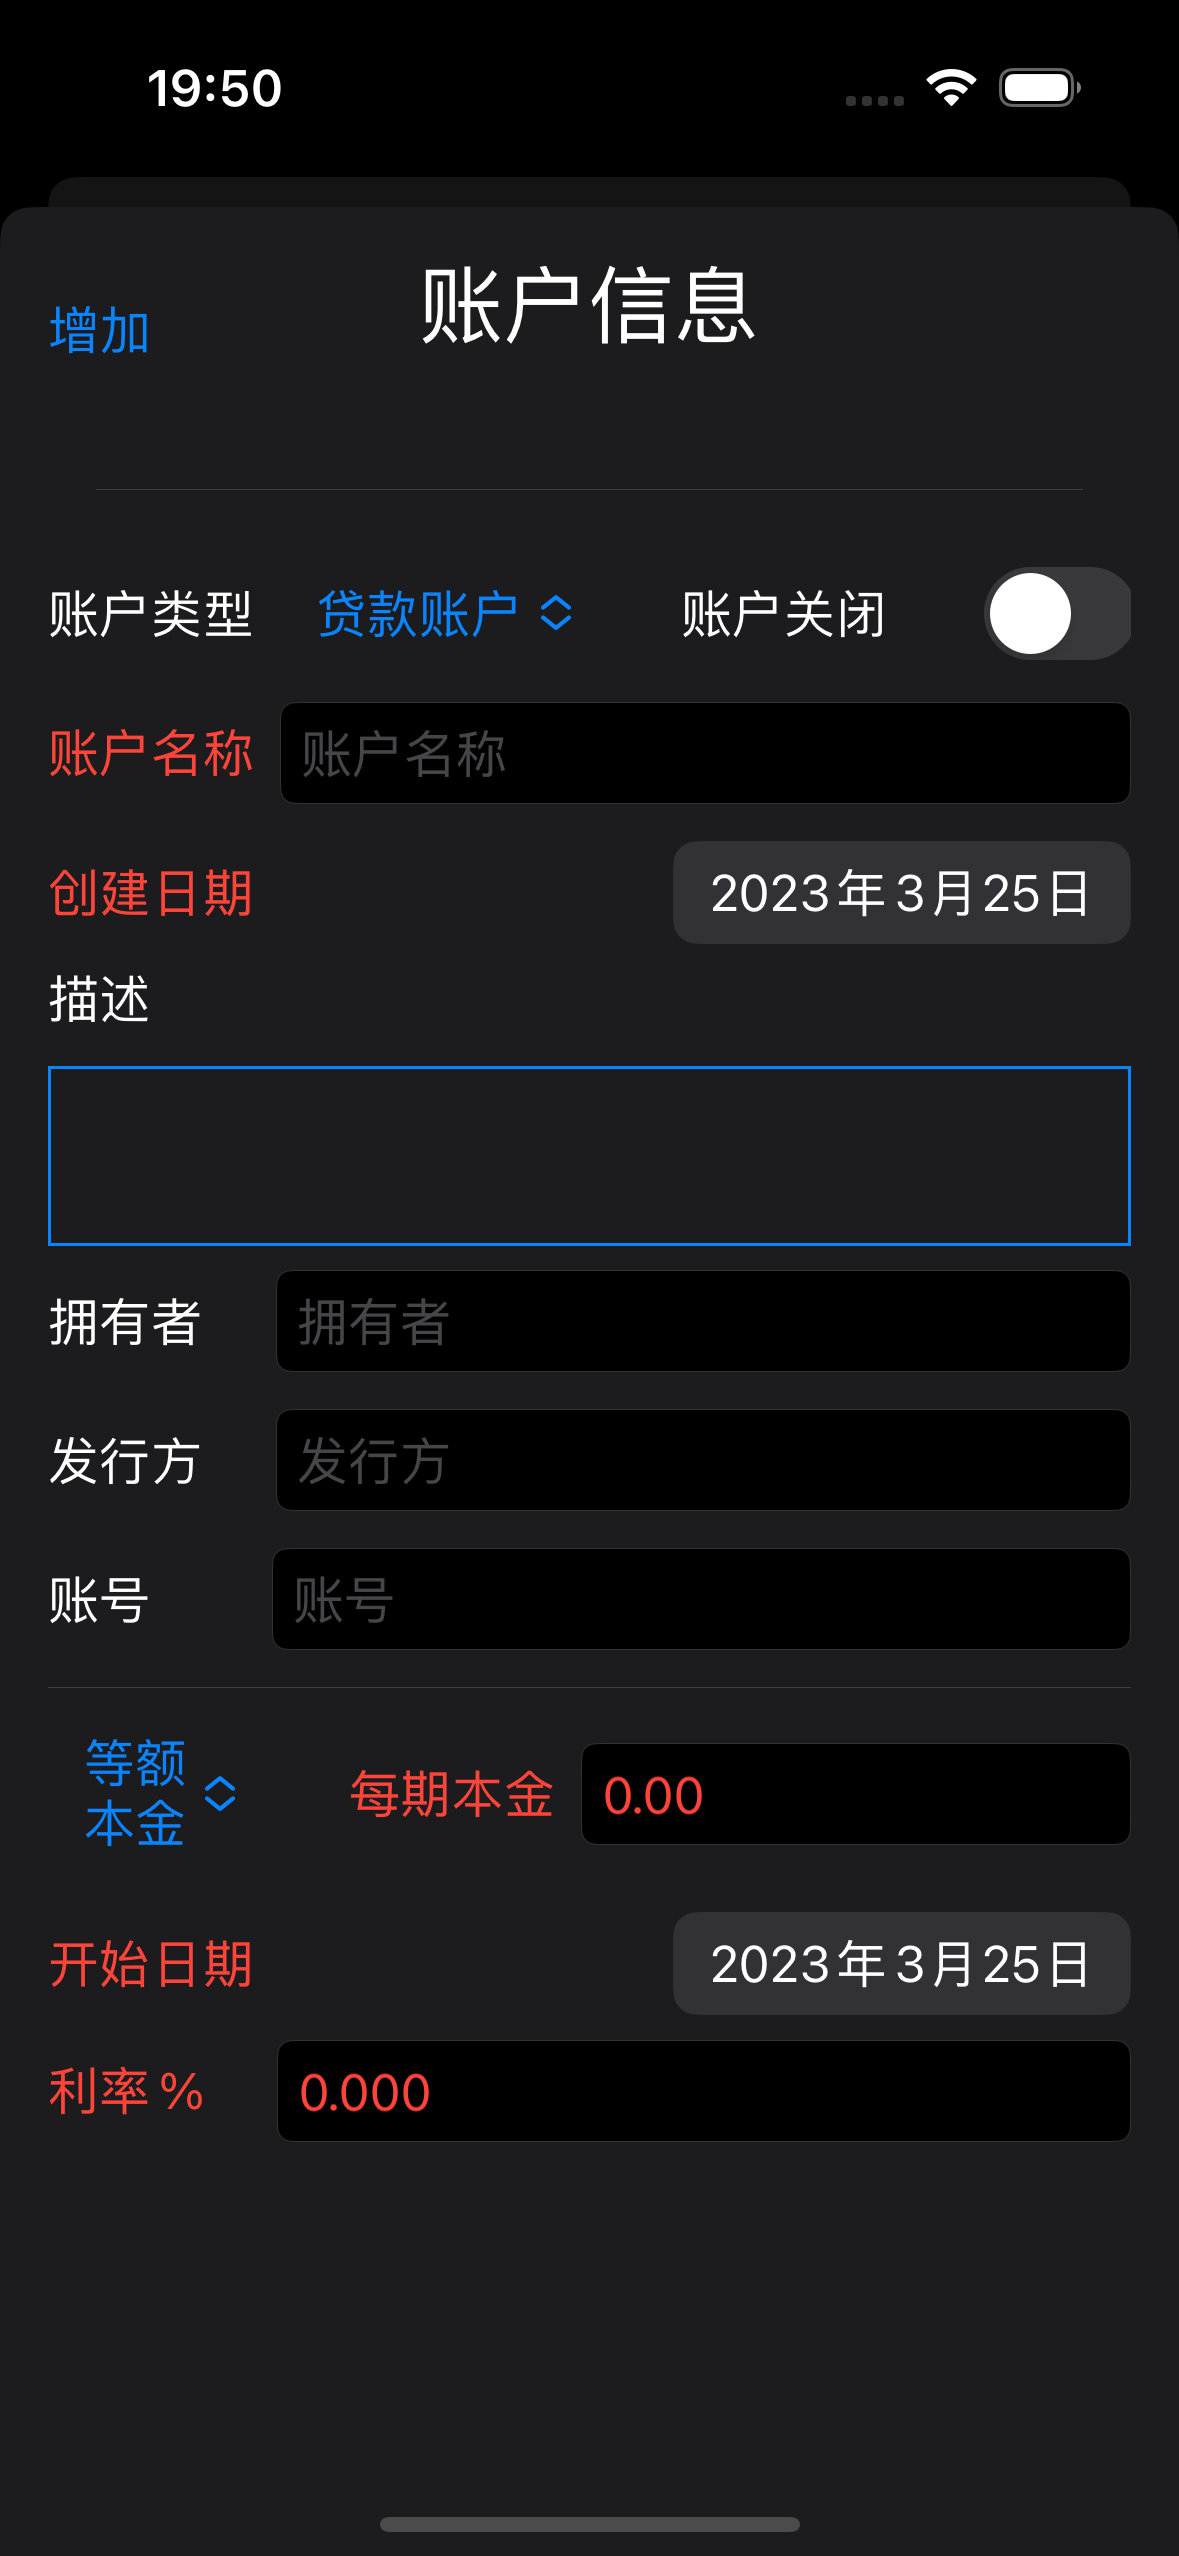 19:50
增加
账户信息
账户类型 贷款账户 账户关闭
账户名称 账户名称
创建日期 2023年3月25日
描述
拥有者 拥有者
发行方 发行方
账号 账号
等额
本金
每期本金 0.00
开始日期 2023年3月25日
利率% 0.000